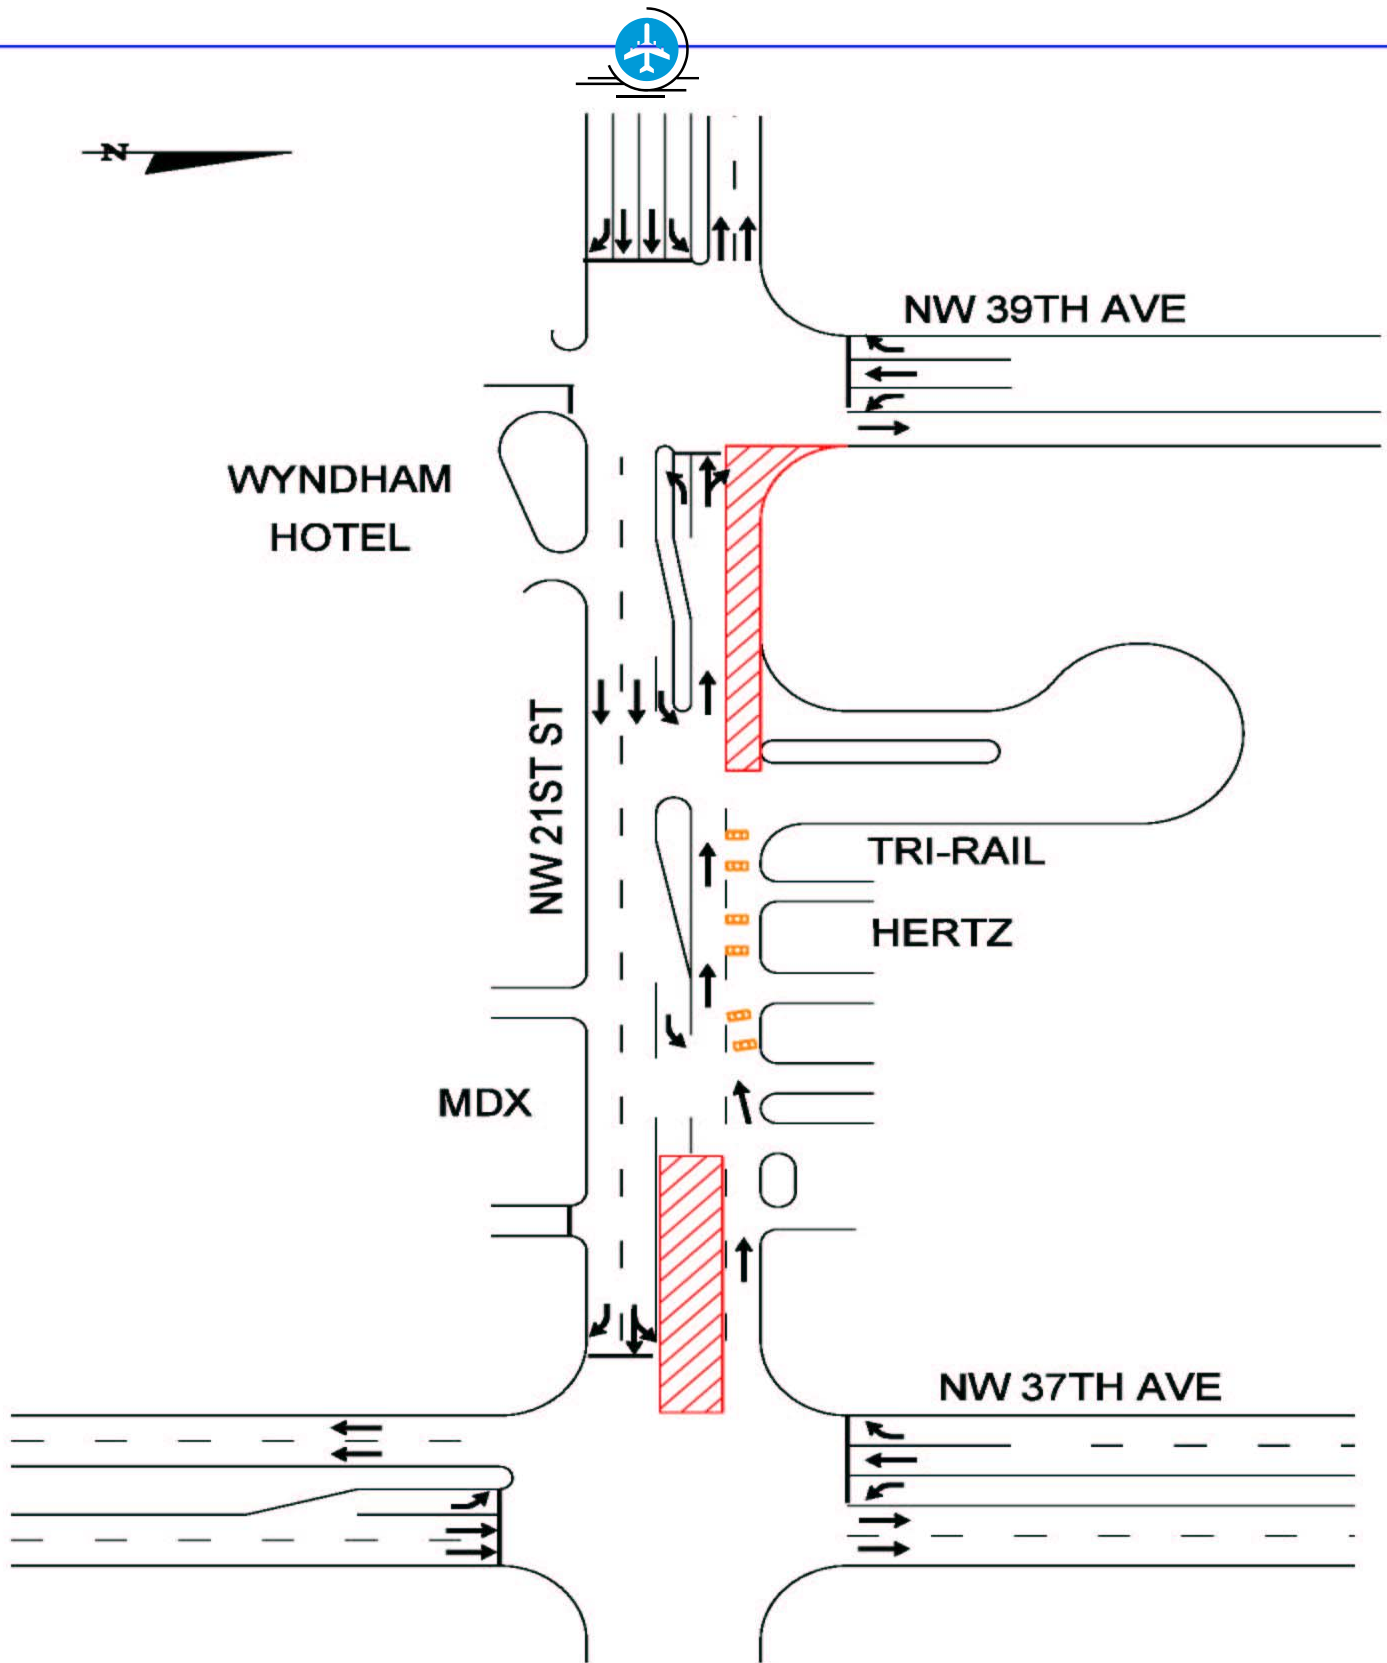 N
NW 39TH AVE
WYNDHAM
HOTEL
NW 21ST ST
TRI-RAIL
HERTZ
MDX
NW 37TH AVE